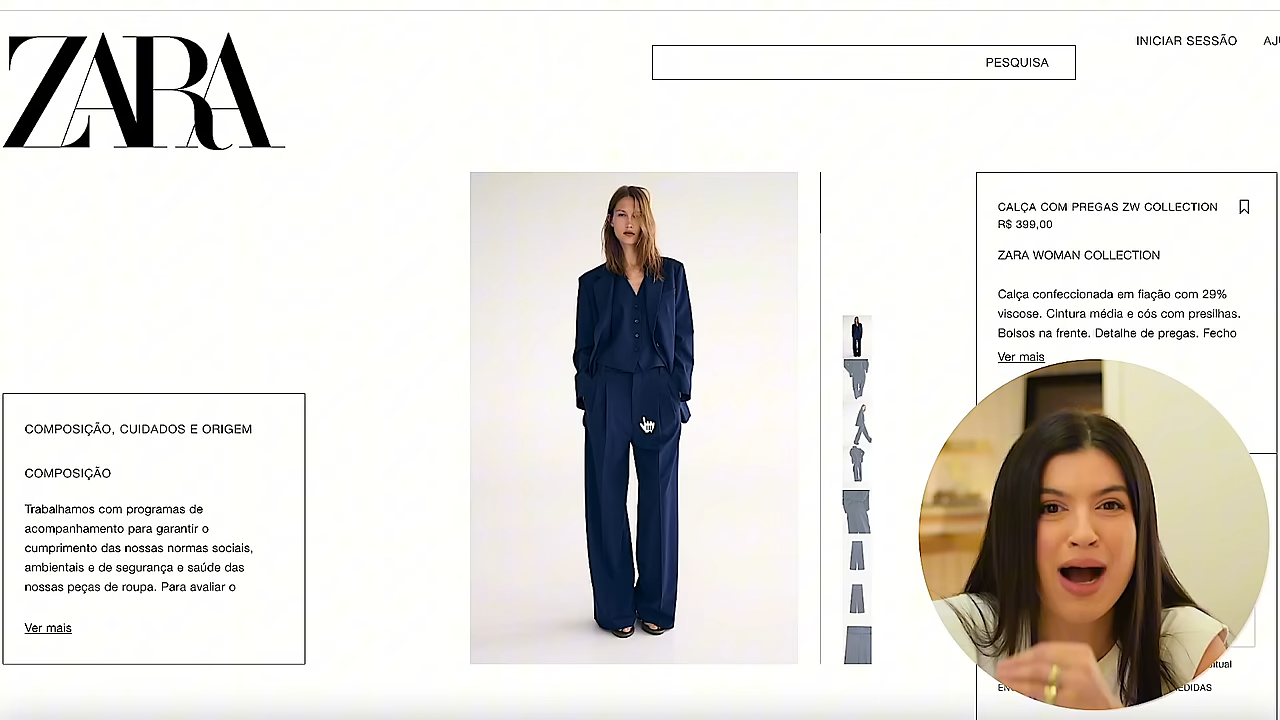 ZARA
PESQUISA
INICIAR SESSÃO
CALÇA COM PREGAS ZW COLLECTION
R$ 399,00
ZARA WOMAN COLLECTION
Calça confeccionada em fiação com 29%
viscose. Cintura média e cós com presilhas.
Bolsos na frente. Detalhe de pregas. Fecho
Ver mais
COMPOSIÇÃO, CUIDADOS E ORIGEM
COMPOSIÇÃO
Trabalhamos com programas de
acompanhamento para garantir o
cumprimento das nossas normas sociais,
ambientais e de segurança e saúde das
nossas peças de roupa. Para avaliar o
Ver mais